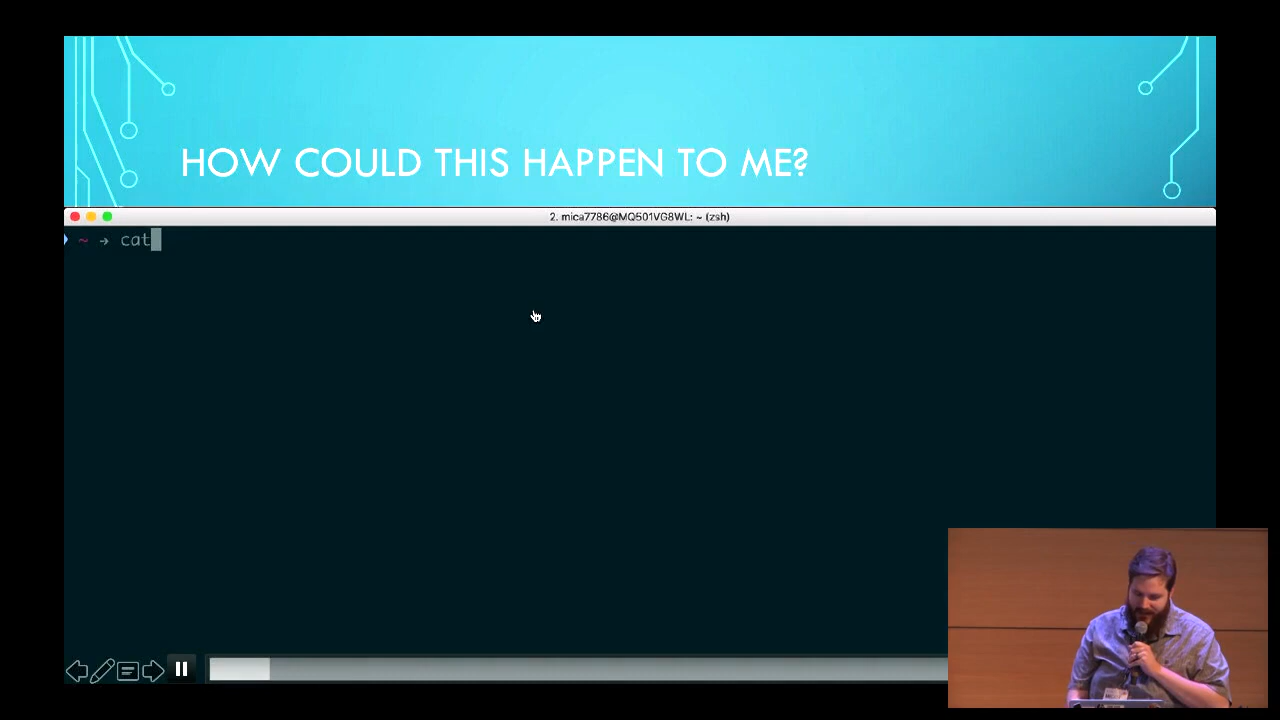 HOW COULD THIS HAPPEN TO ME?
2. mica7786@MQ501VG8WL: ~ (zsh)
~ → cat